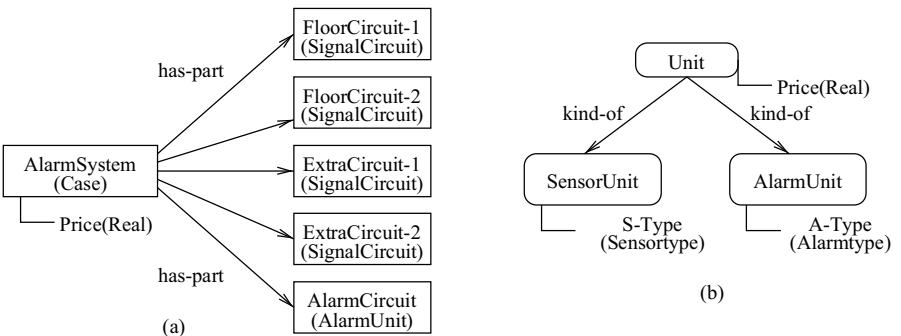 FloorCircuit-1
(SignalCircuit)
has-part
FloorCircuit-2
(SignalCircuit)
AlarmSystem
(Case)
Price(Real)
ExtraCircuit-1
(SignalCircuit)
ExtraCircuit-2
(SignalCircuit)
has-part
AlarmCircuit
(AlarmUnit)
(a)
Unit
Price(Real)
kind-of
kind-of
SensorUnit
AlarmUnit
S-Type
(Sensortype)
A-Type
(Alarmtype)
(b)